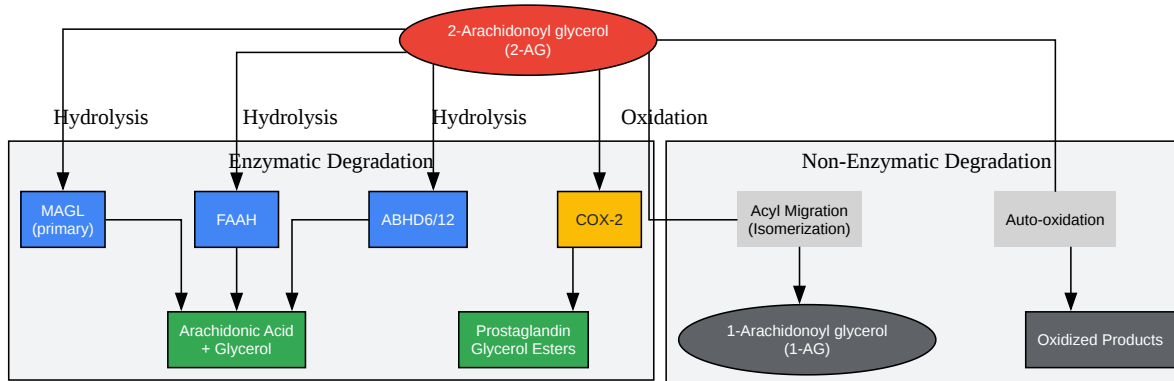 2-Arachidonoyl glycerol
(2-AG)
Hydrolysis
Hydrolysis
Hydrolysis
Oxidation
Enzymatic Degradation
Non-Enzymatic Degradation
MAGL
(primary)
FAAH
ABHD6/12
COX-2
Acyl Migration
(Isomerization)
Auto-oxidation
Arachidonic Acid
+ Glycerol
Prostaglandin
Glycerol Esters
1-Arachidonoyl glycerol
(1-AG)
Oxidized Products